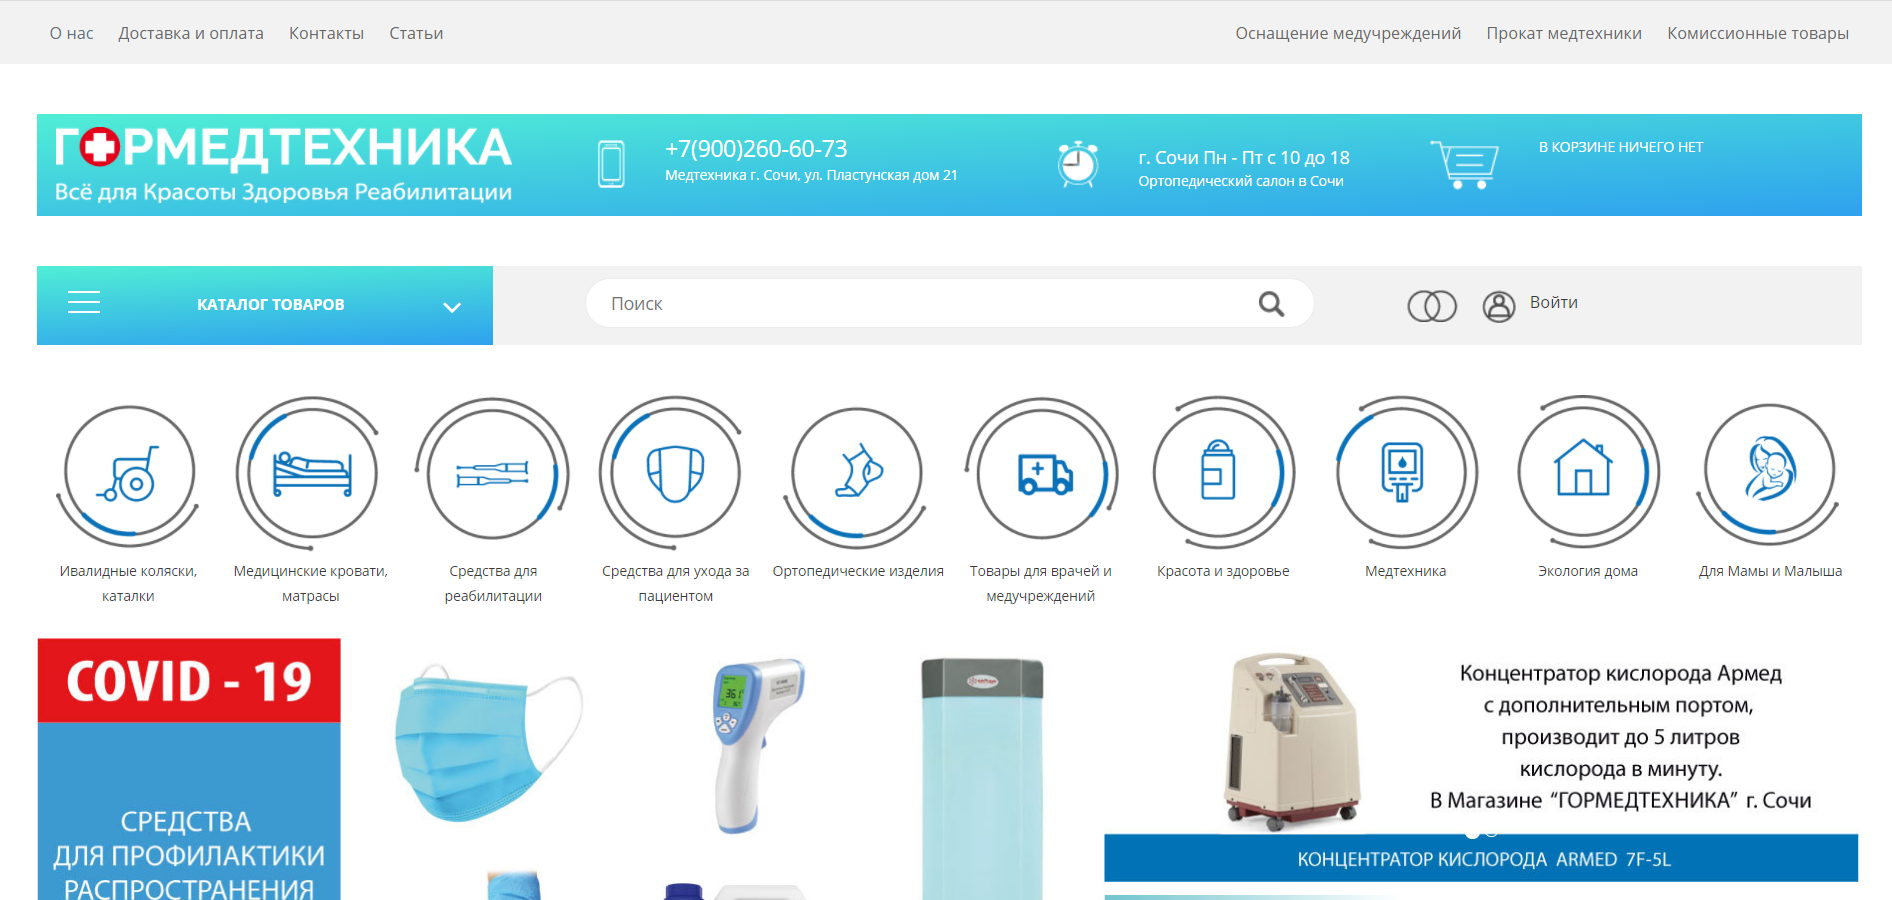 О нас Доставка и оплата Контакты Статьи Оснащение медучреждений Прокат медтехники Комиссионные товары
ГОРМЕДТЕХНИКА
Всё для Красоты Здоровья Реабилитации
+7(900)260-60-73
Медтехника г. Сочи, ул. Пластунская дом 21
г. Сочи Пн - Пт с 10 до 18
Ортопедический салон в Сочи
В КОРЗИНЕ НИЧЕГО НЕТ
КАТАЛОГ ТОВАРОВ
Поиск
Войти
Ивалидные коляски,
каталки
Медицинские кровати,
матрасы
Средства для
реабилитации
Средства для ухода за
пациентом
Ортопедические изделия
Товары для врачей и
медучреждений
Красота и здоровье
Медтехника
Экология дома
Для Мамы и Малыша
COVID - 19
СРЕДСТВА
ДЛЯ ПРОФИЛАКТИКИ
РАСПРОСТРАНЕНИЯ
Концентратор кислорода Армед
с дополнительным портом,
производит до 5 литров
кислорода в минуту.
В Магазине “ГОРМЕДТЕХНИКА” г. Сочи
КОНЦЕНТРАТОР КИСЛОРОДА ARMED 7F-5L